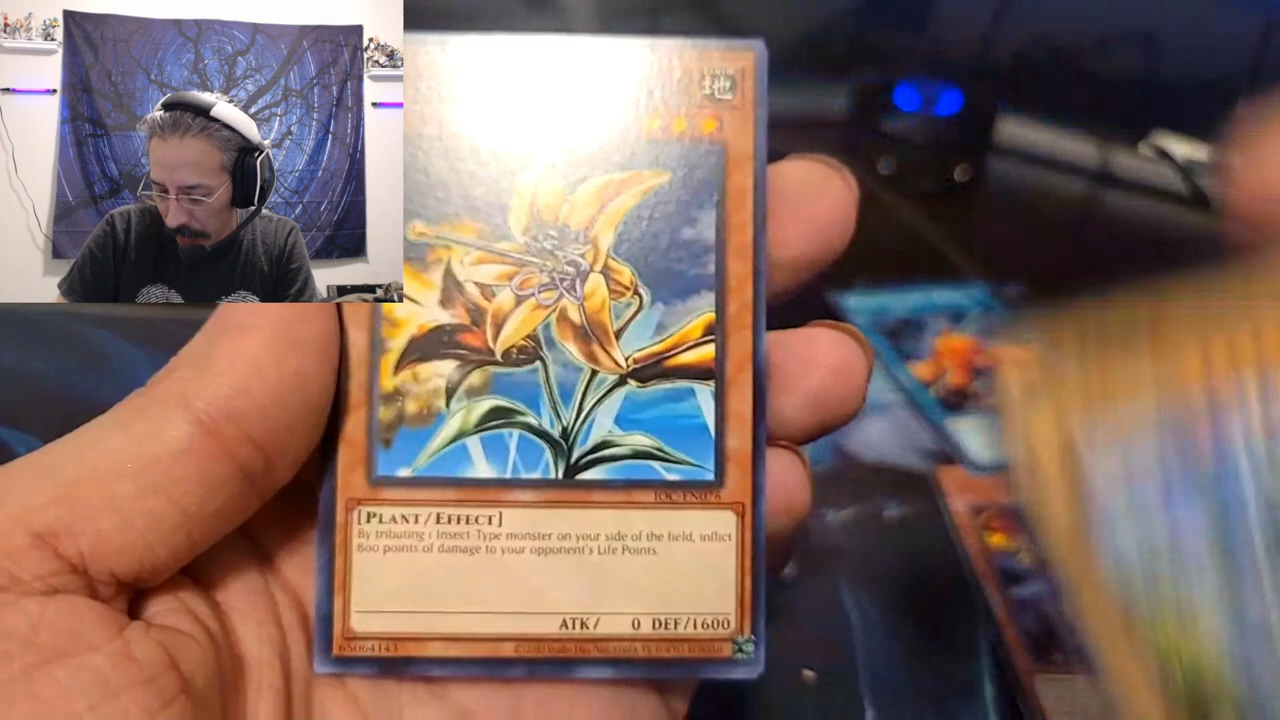 地
IOC-EN076
[PLANT/EFFECT]
By tributing 1 Insect-Type monster on your side of the field, inflict
800 points of damage to your opponent's Life Points.
ATK/ 0 DEF/1600
65064143